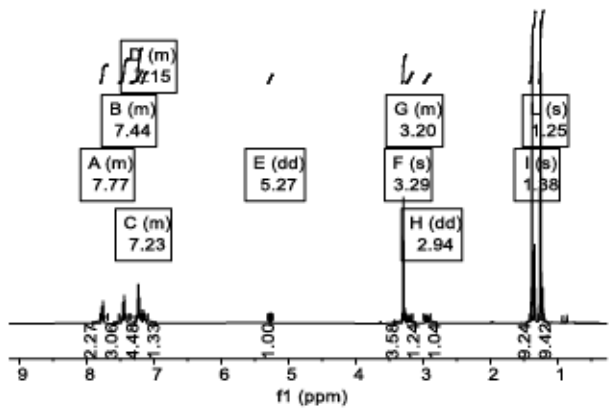 D (m)
7.15
B (m)
7.44
G (m)
3.20
L (s)
1.25
A (m)
7.77
E (dd)
5.27
F (s)
3.29
I (s)
1.38
C (m)
7.23
H (dd)
2.94
2.27
3.06
4.48
1.33
1.00
3.58
1.24
1.04
9.24
9.42
9 8 7 6 5 4 3 2 1
f1 (ppm)